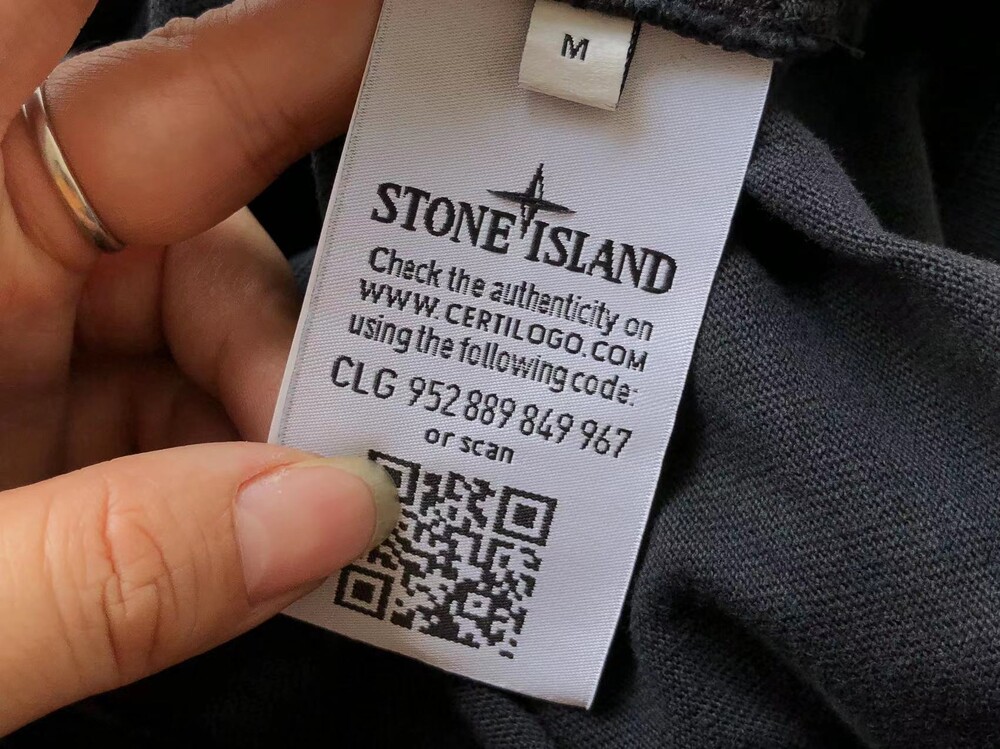 M
STONE ISLAND
Check the authenticity on
WWW.CERTILOGO.COM
using the following code:
CLG 952 889 849 967
or scan